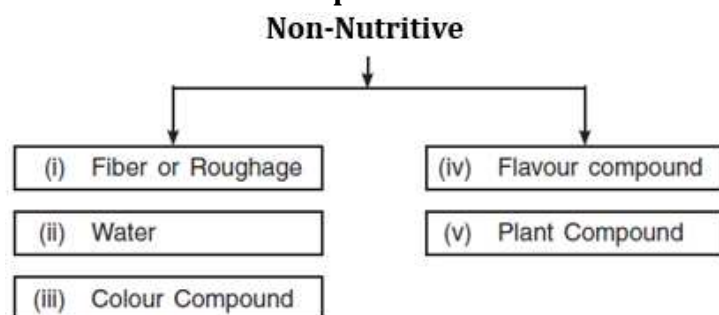 Non-Nutritive
(i) Fiber or Roughage
(ii) Water
(iii) Colour Compound
(iv) Flavour compound
(v) Plant Compound